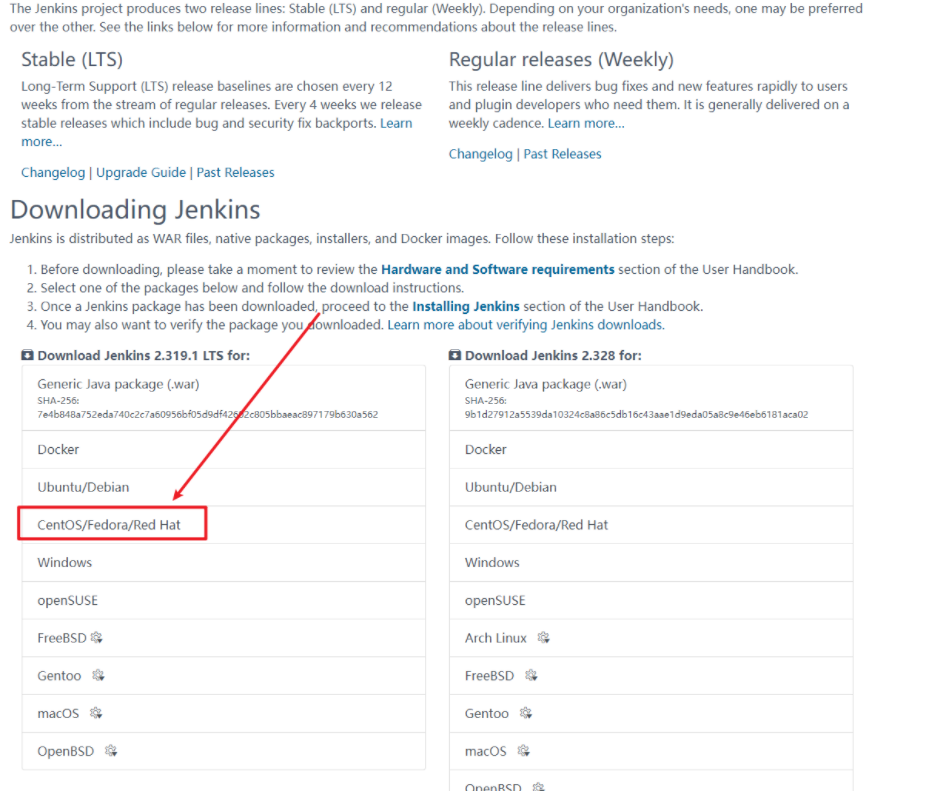 The Jenkins project produces two release lines: Stable (LTS) and regular (Weekly). Depending on your organization's needs, one may be preferred
over the other. See the links below for more information and recommendations about the release lines.
Stable (LTS)
Long-Term Support (LTS) release baselines are chosen every 12
weeks from the stream of regular releases. Every 4 weeks we release
stable releases which include bug and security fix backports. Learn
more...
Changelog | Upgrade Guide | Past Releases
Regular releases (Weekly)
This release line delivers bug fixes and new features rapidly to users
and plugin developers who need them. It is generally delivered on a
weekly cadence. Learn more...
Changelog | Past Releases
Downloading Jenkins
Jenkins is distributed as WAR files, native packages, installers, and Docker images. Follow these installation steps:
1. Before downloading, please take a moment to review the Hardware and Software requirements section of the User Handbook.
2. Select one of the packages below and follow the download instructions.
3. Once a Jenkins package has been downloaded, proceed to the Installing Jenkins section of the User Handbook.
4. You may also want to verify the package you downloaded. Learn more about verifying Jenkins downloads.
Download Jenkins 2.319.1 LTS for:
Generic Java package (.war)
SHA-256:
Docker
Ubuntu/Debian
CentOS/Fedora/Red Hat
Windows
openSUSE
FreeBSD
Gentoo
macOS
OpenBSD
Download Jenkins 2.328 for:
Generic Java package (.war)
SHA-256:
9b1d27912a5539da10324c8a86c5db16c43aae1d9eda05a8c9e46eb6181aca02
Docker
Ubuntu/Debian
CentOS/Fedora/Red Hat
Windows
openSUSE
Arch Linux
FreeBSD
Gentoo
macOS
OpenBSD